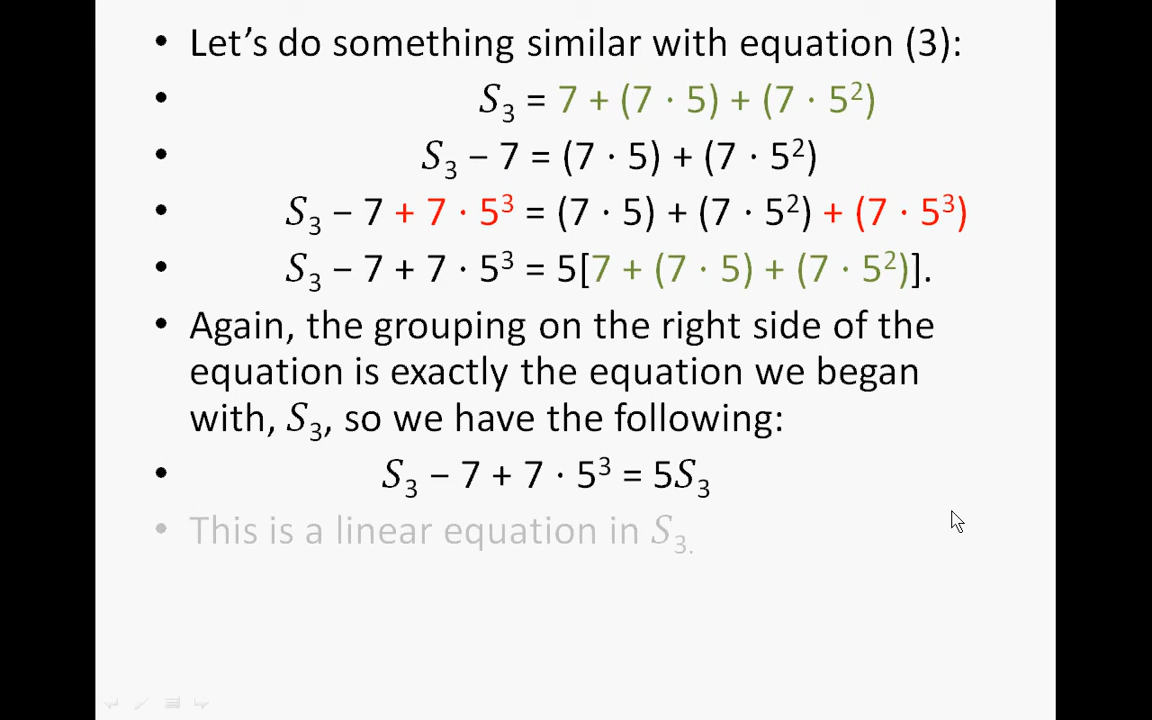 • Let's do something similar with equation (3):
• S₃ = 7 + (7 · 5) + (7 · 5²)
• S₃ − 7 = (7 · 5) + (7 · 5²)
• S₃ − 7 + 7 · 5³ = (7 · 5) + (7 · 5²) + (7 · 5³)
• S₃ − 7 + 7 · 5³ = 5[7 + (7 · 5) + (7 · 5²)].
• Again, the grouping on the right side of the
equation is exactly the equation we began
with, S₃, so we have the following:
• S₃ − 7 + 7 · 5³ = 5S₃
• This is a linear equation in S₃.